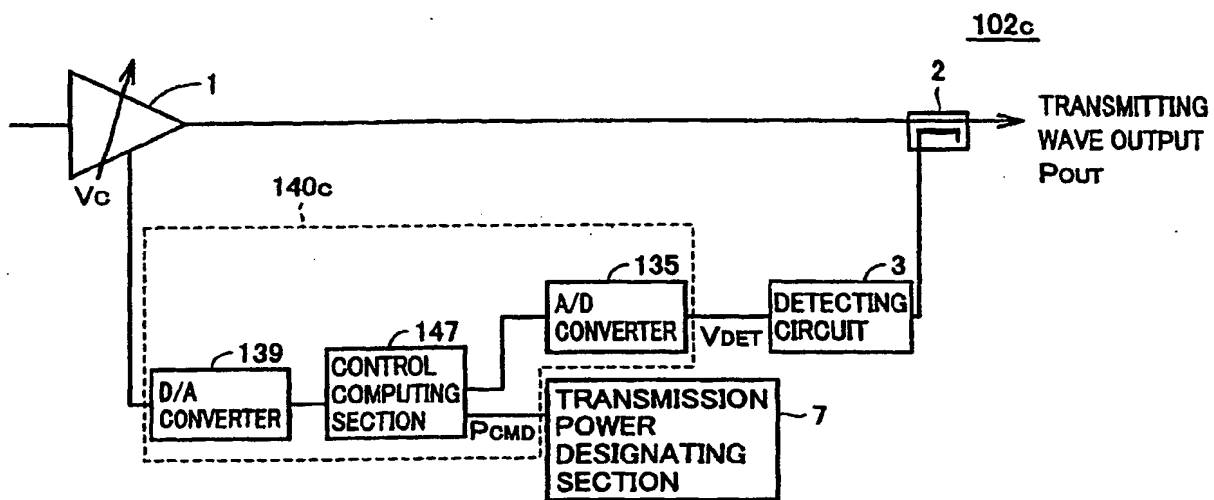 102c
1
2
TRANSMITTING
WAVE OUTPUT
POUT
VC
140c
135
A/D
CONVERTER
3
DETECTING
CIRCUIT
VDET
147
CONTROL
COMPUTING
SECTION
139
D/A
CONVERTER
PCMD
TRANSMISSION
POWER
DESIGNATING
SECTION
7